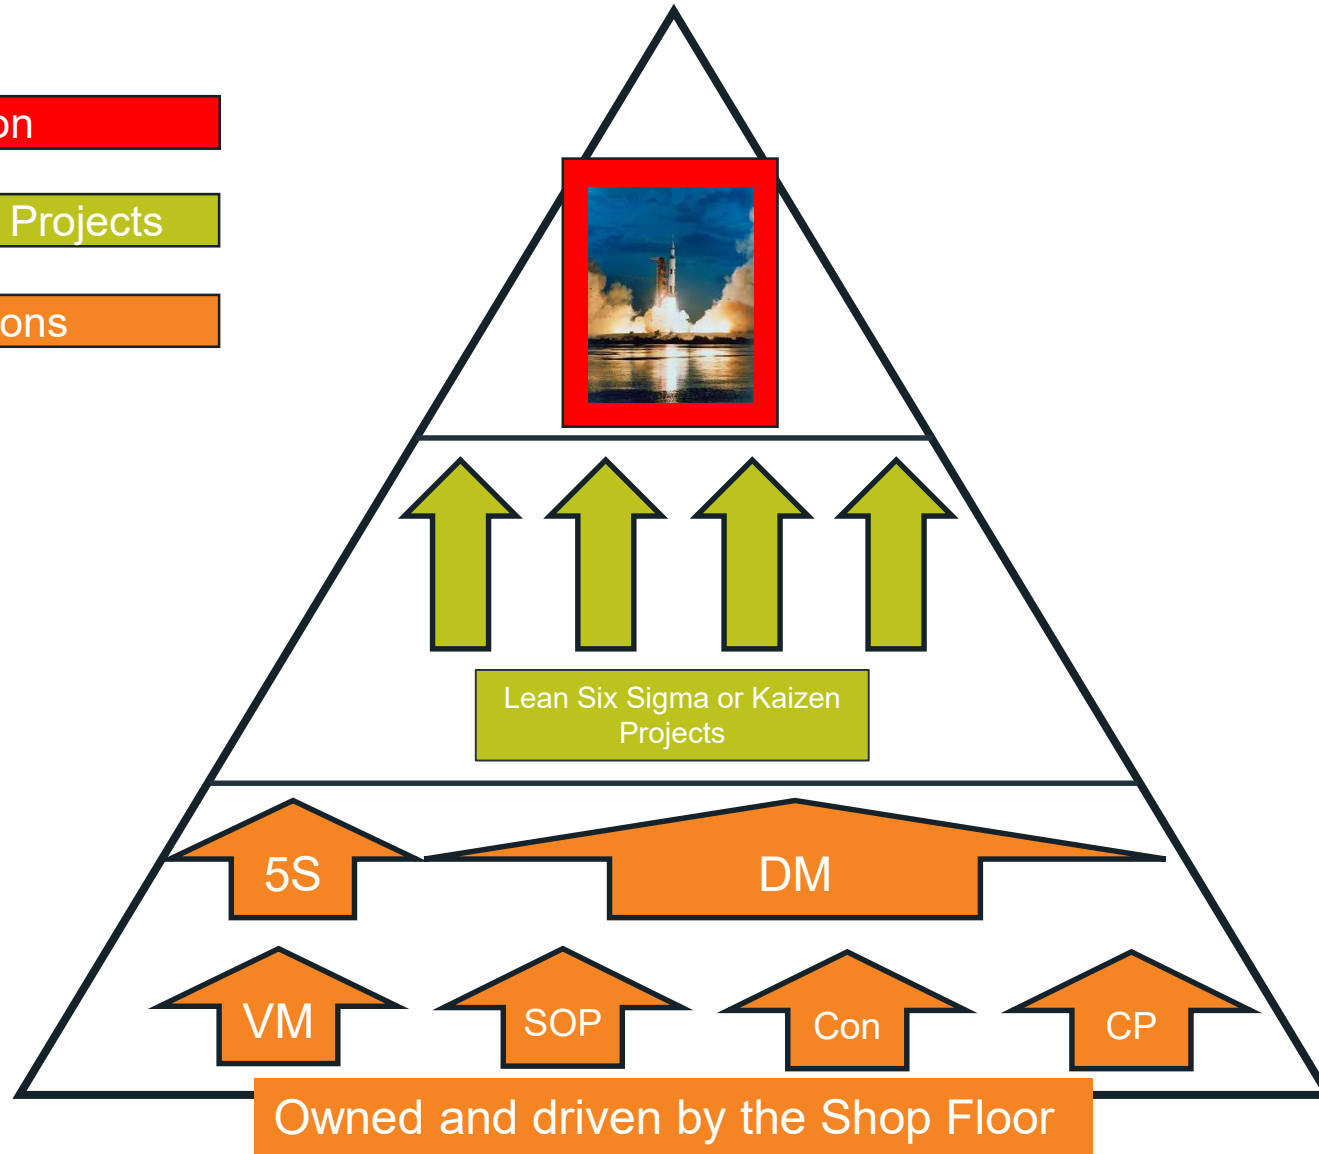 on
Projects
ons
Lean Six Sigma or Kaizen
Projects
5S
DM
VM
SOP
Con
CP
Owned and driven by the Shop Floor